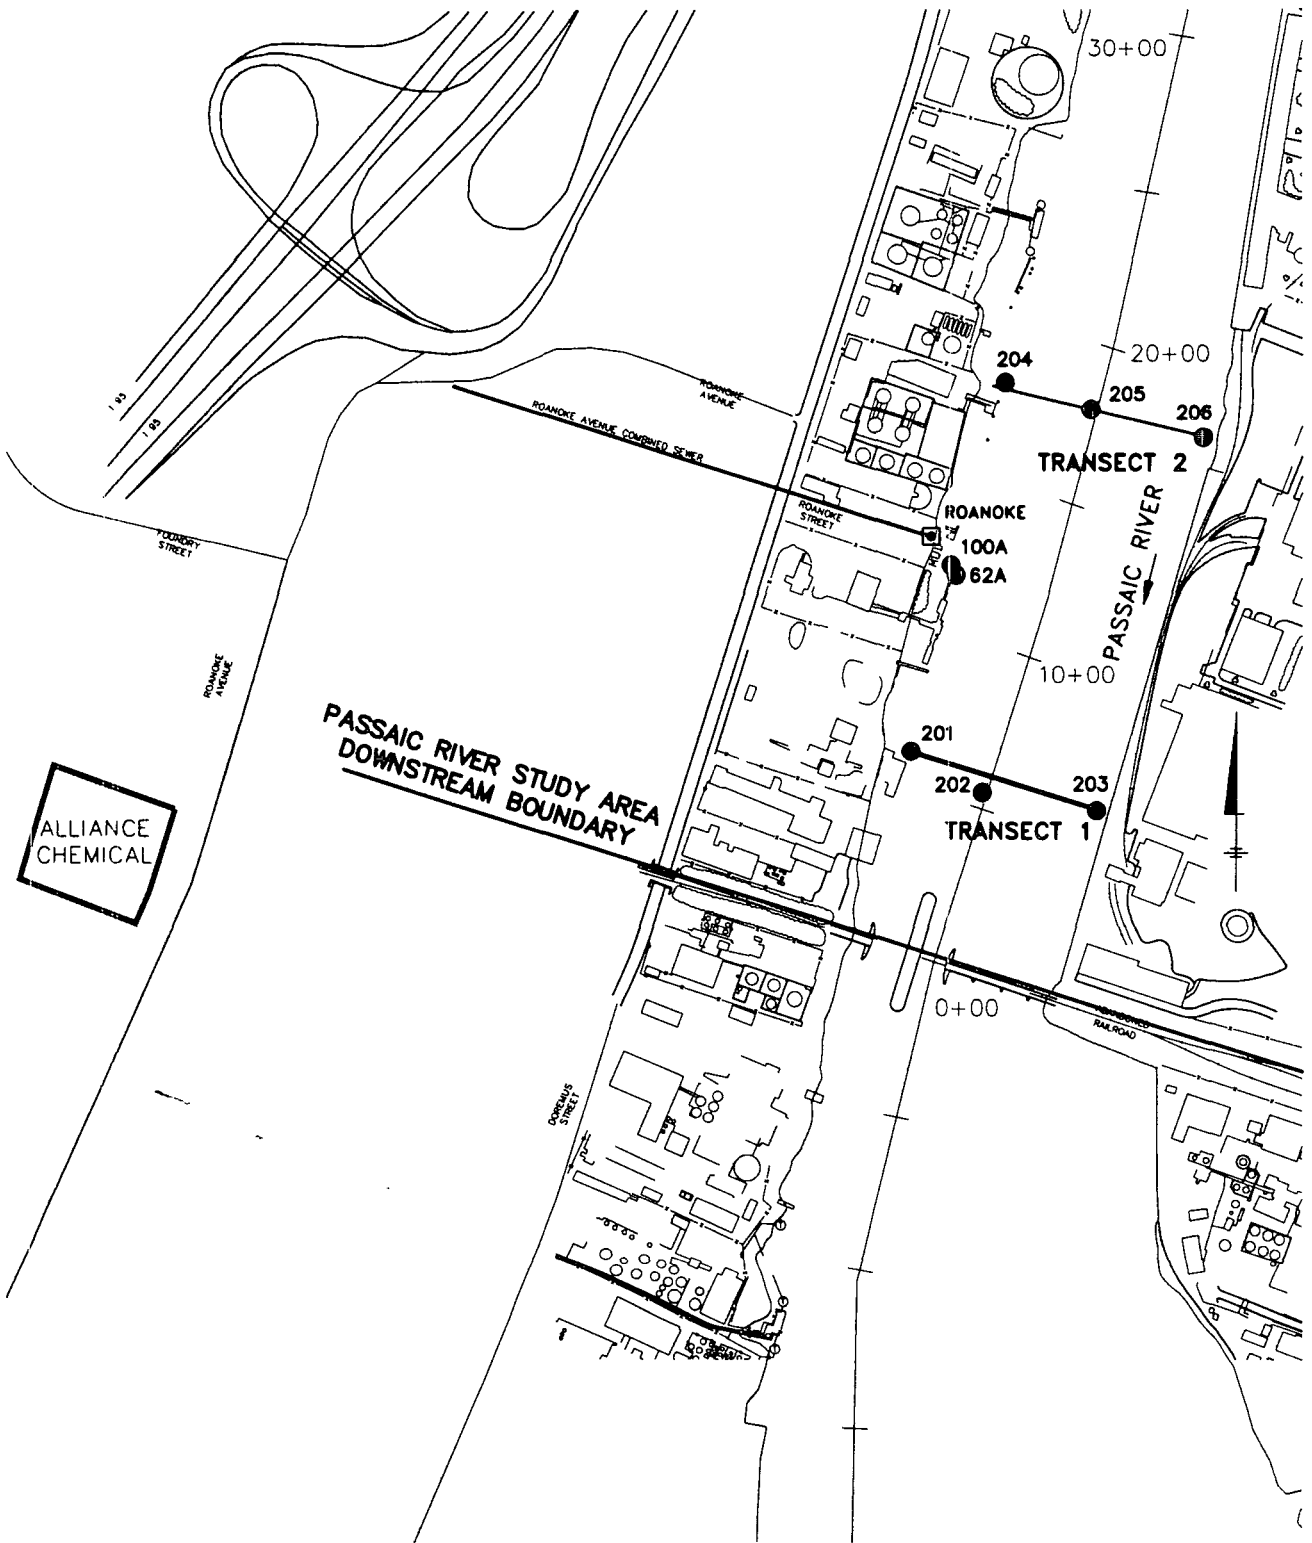 30+00
20+00
204
205
206
TRANSECT 2
ROANOKE
AVENUE
ROANOKE AVENUE COMBINED SEWER
I 95
I 95
ROANOKE
STREET
ROANOKE
100A
62A
PASSAIC RIVER
FOUNDRY
STREET
ROANOKE
AVENUE
10+00
PASSAIC RIVER STUDY AREA
DOWNSTREAM BOUNDARY
201
202
203
TRANSECT 1
ALLIANCE
CHEMICAL
0+00
ABANDONED
RAILROAD
DOREMUS
STREET